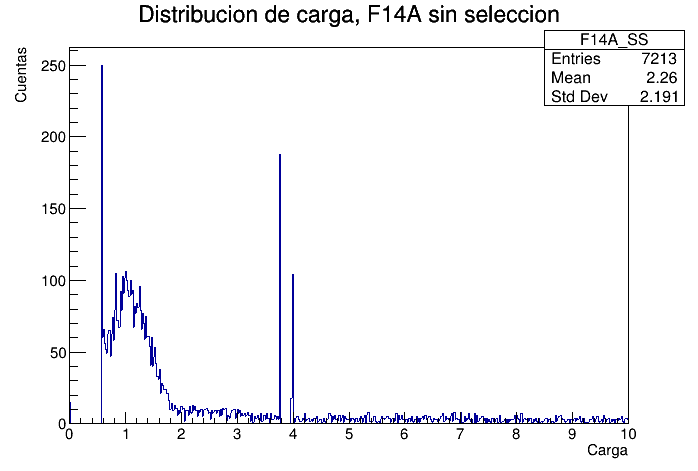 Distribucion de carga, F14A sin seleccion
F14A_SS
Entries 7213
Mean 2.26
Std Dev 2.191
Cuentas
250
200
150
100
50
0
0 1 2 3 4 5 6 7 8 9 10
Carga